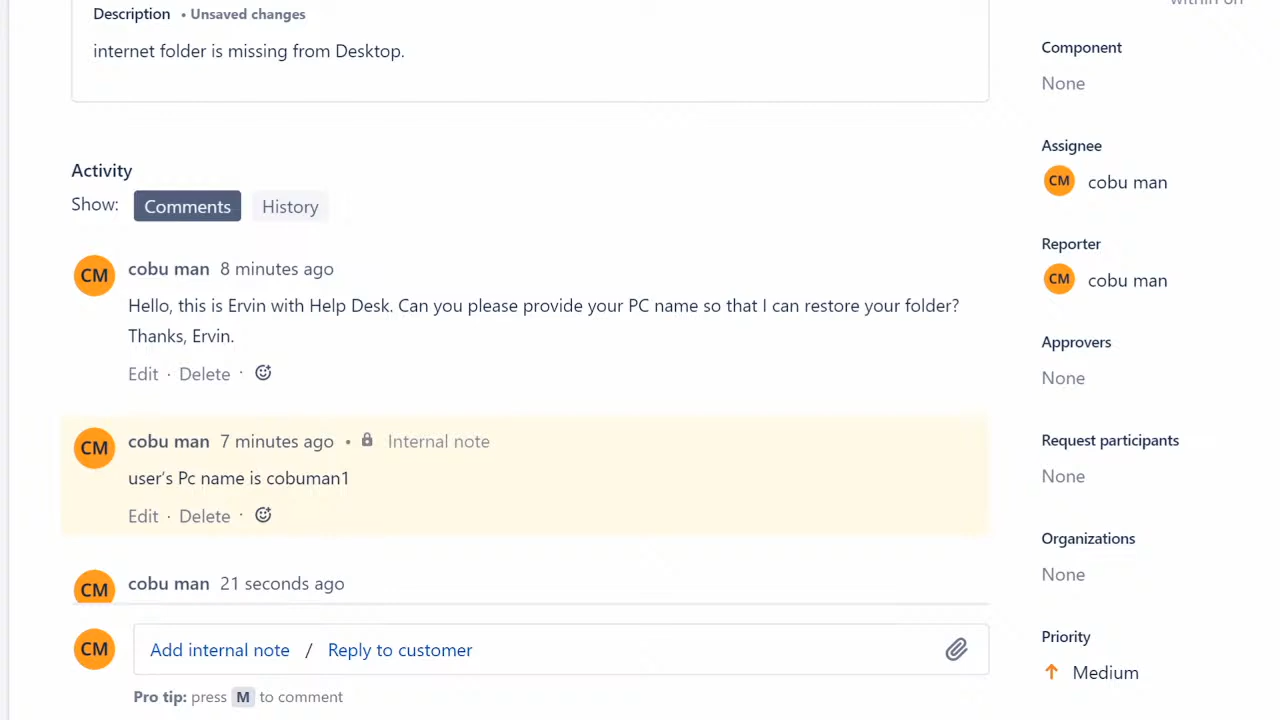 Description • Unsaved changes
internet folder is missing from Desktop.
Activity
Show: Comments History
CM cobu man 8 minutes ago
Hello, this is Ervin with Help Desk. Can you please provide your PC name so that I can restore your folder?
Thanks, Ervin.
Edit · Delete ·
CM cobu man 7 minutes ago • Internal note
user's Pc name is cobuman1
Edit · Delete ·
CM cobu man 21 seconds ago
CM Add internal note / Reply to customer
Pro tip: press M to comment
Component
None
Assignee
CM cobu man
Reporter
CM cobu man
Approvers
None
Request participants
None
Organizations
None
Priority
Medium